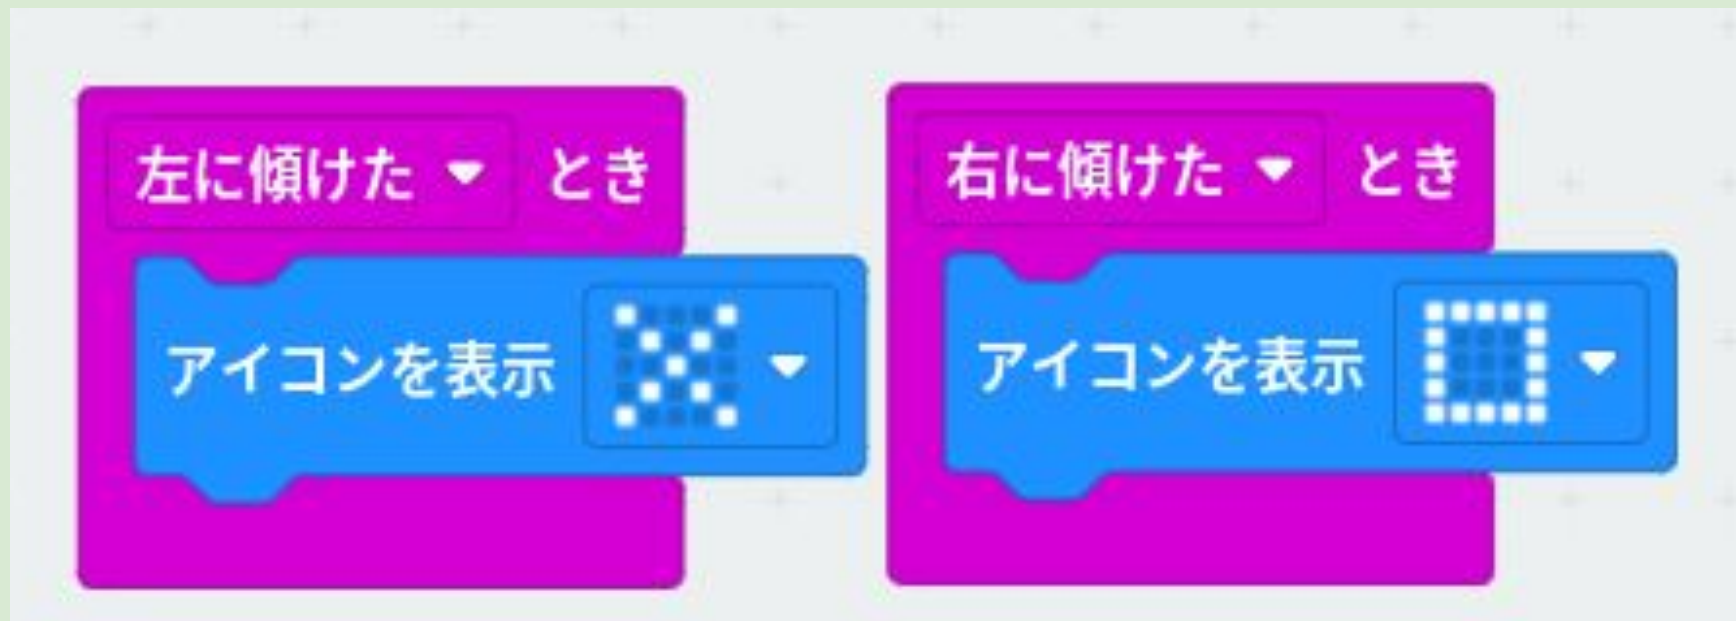 左に傾けた とき
アイコンを表示
右に傾けた とき
アイコンを表示